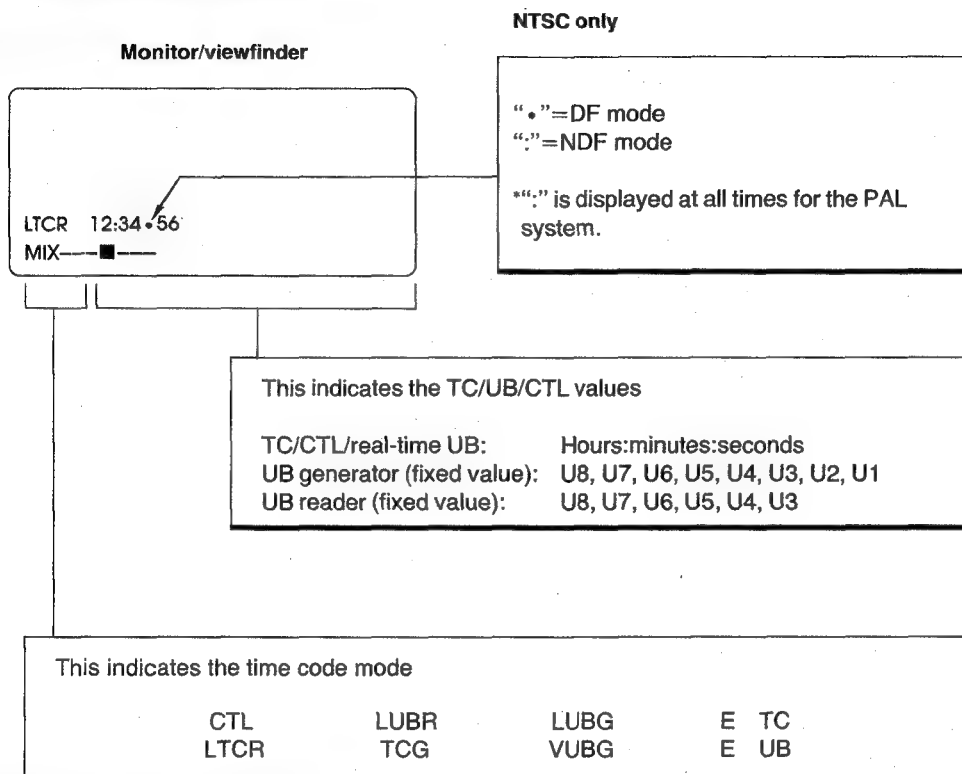 NTSC only
Monitor/viewfinder
“•”=DF mode
“:”=NDF mode
*“:” is displayed at all times for the PAL
system.
LTCR 12:34•56
MIX----■----
This indicates the TC/UB/CTL values
TC/CTL/real-time UB: Hours:minutes:seconds
UB generator (fixed value): U8, U7, U6, U5, U4, U3, U2, U1
UB reader (fixed value): U8, U7, U6, U5, U4, U3
This indicates the time code mode
CTL LUBR LUBG E TC
LTCR TCG VUBG E UB